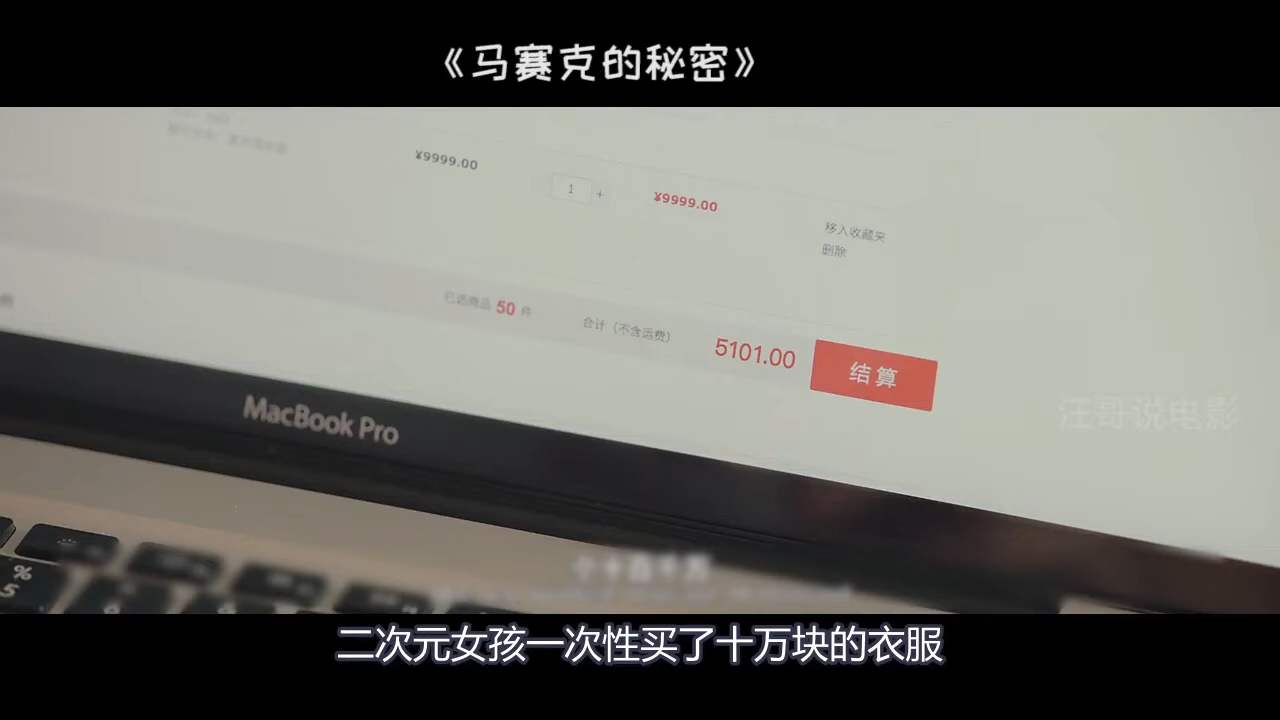 《马赛克的秘密》
¥9999.00
1 +
¥9999.00
移入收藏夹
删除
已选商品 50 件
合计（不含运费）
5101.00
结算
汪哥说电影
MacBook Pro
%
5
二次元女孩一次性买了十万块的衣服